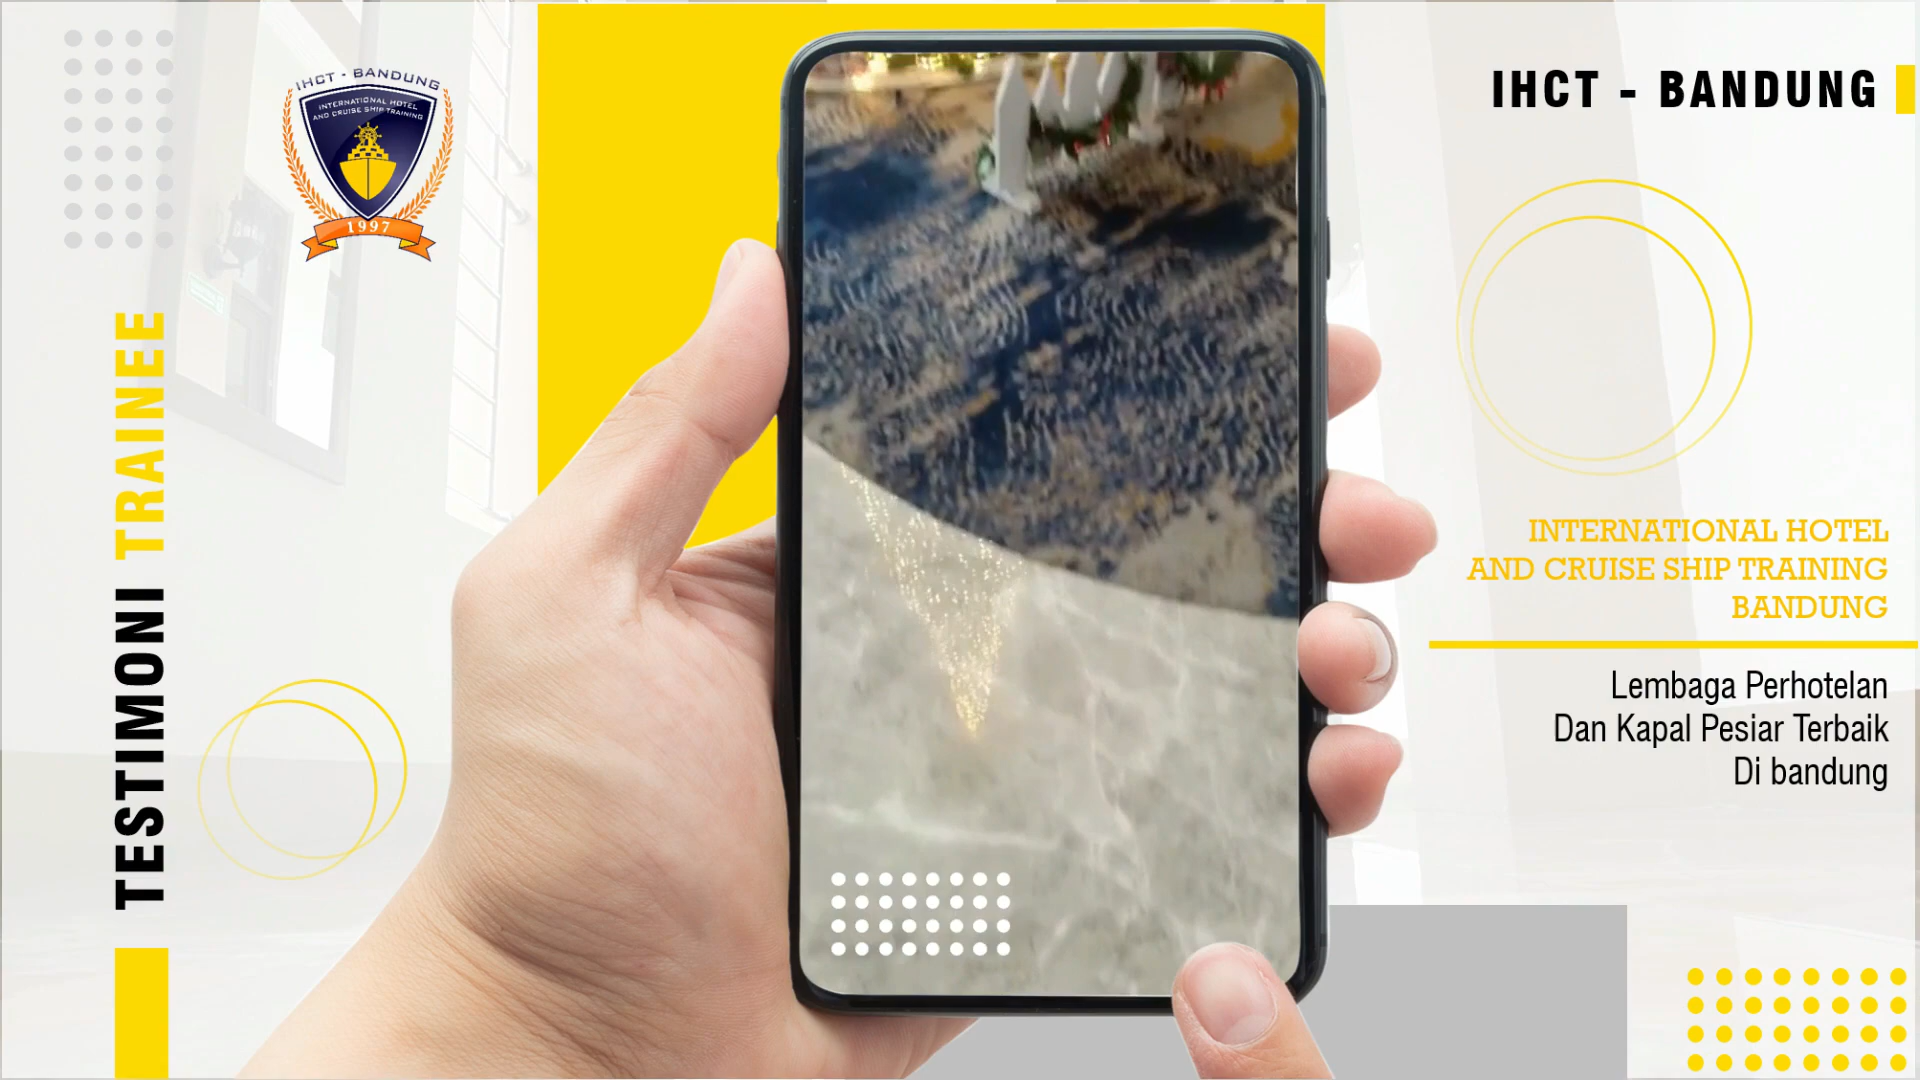 IHCT - BANDUNG
INTERNATIONAL HOTEL
AND CRUISE SHIP TRAINING
1997
TESTIMONI TRAINEE
IHCT - BANDUNG
INTERNATIONAL HOTEL
AND CRUISE SHIP TRAINING
BANDUNG
Lembaga Perhotelan
Dan Kapal Pesiar Terbaik
Di bandung